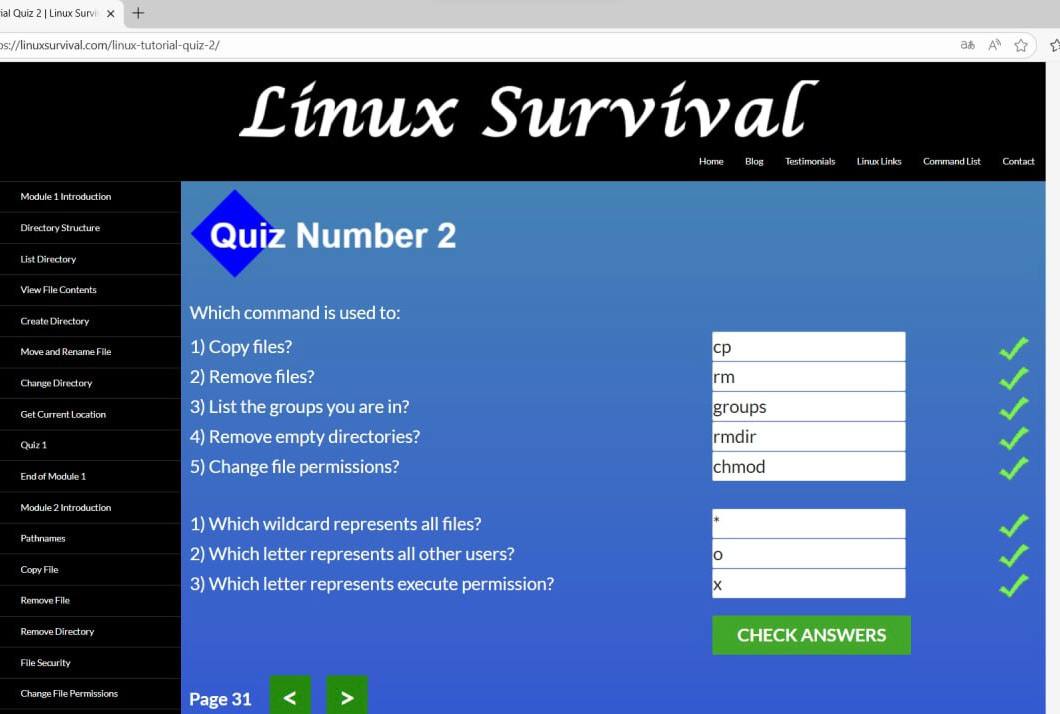 ial Quiz 2 | Linux Survi
ps://linuxsurvival.com/linux-tutorial-quiz-2/
Linux Survival
Home Blog Testimonials Linux Links Command List Contact
Module 1 Introduction
Directory Structure
List Directory
View File Contents
Create Directory
Move and Rename File
Change Directory
Get Current Location
Quiz 1
End of Module 1
Module 2 Introduction
Pathnames
Copy File
Remove File
Remove Directory
File Security
Change File Permissions
Quiz Number 2
Which command is used to:
1) Copy files? cp
2) Remove files? rm
3) List the groups you are in? groups
4) Remove empty directories? rmdir
5) Change file permissions? chmod
1) Which wildcard represents all files? *
2) Which letter represents all other users? o
3) Which letter represents execute permission? x
CHECK ANSWERS
Page 31 < >